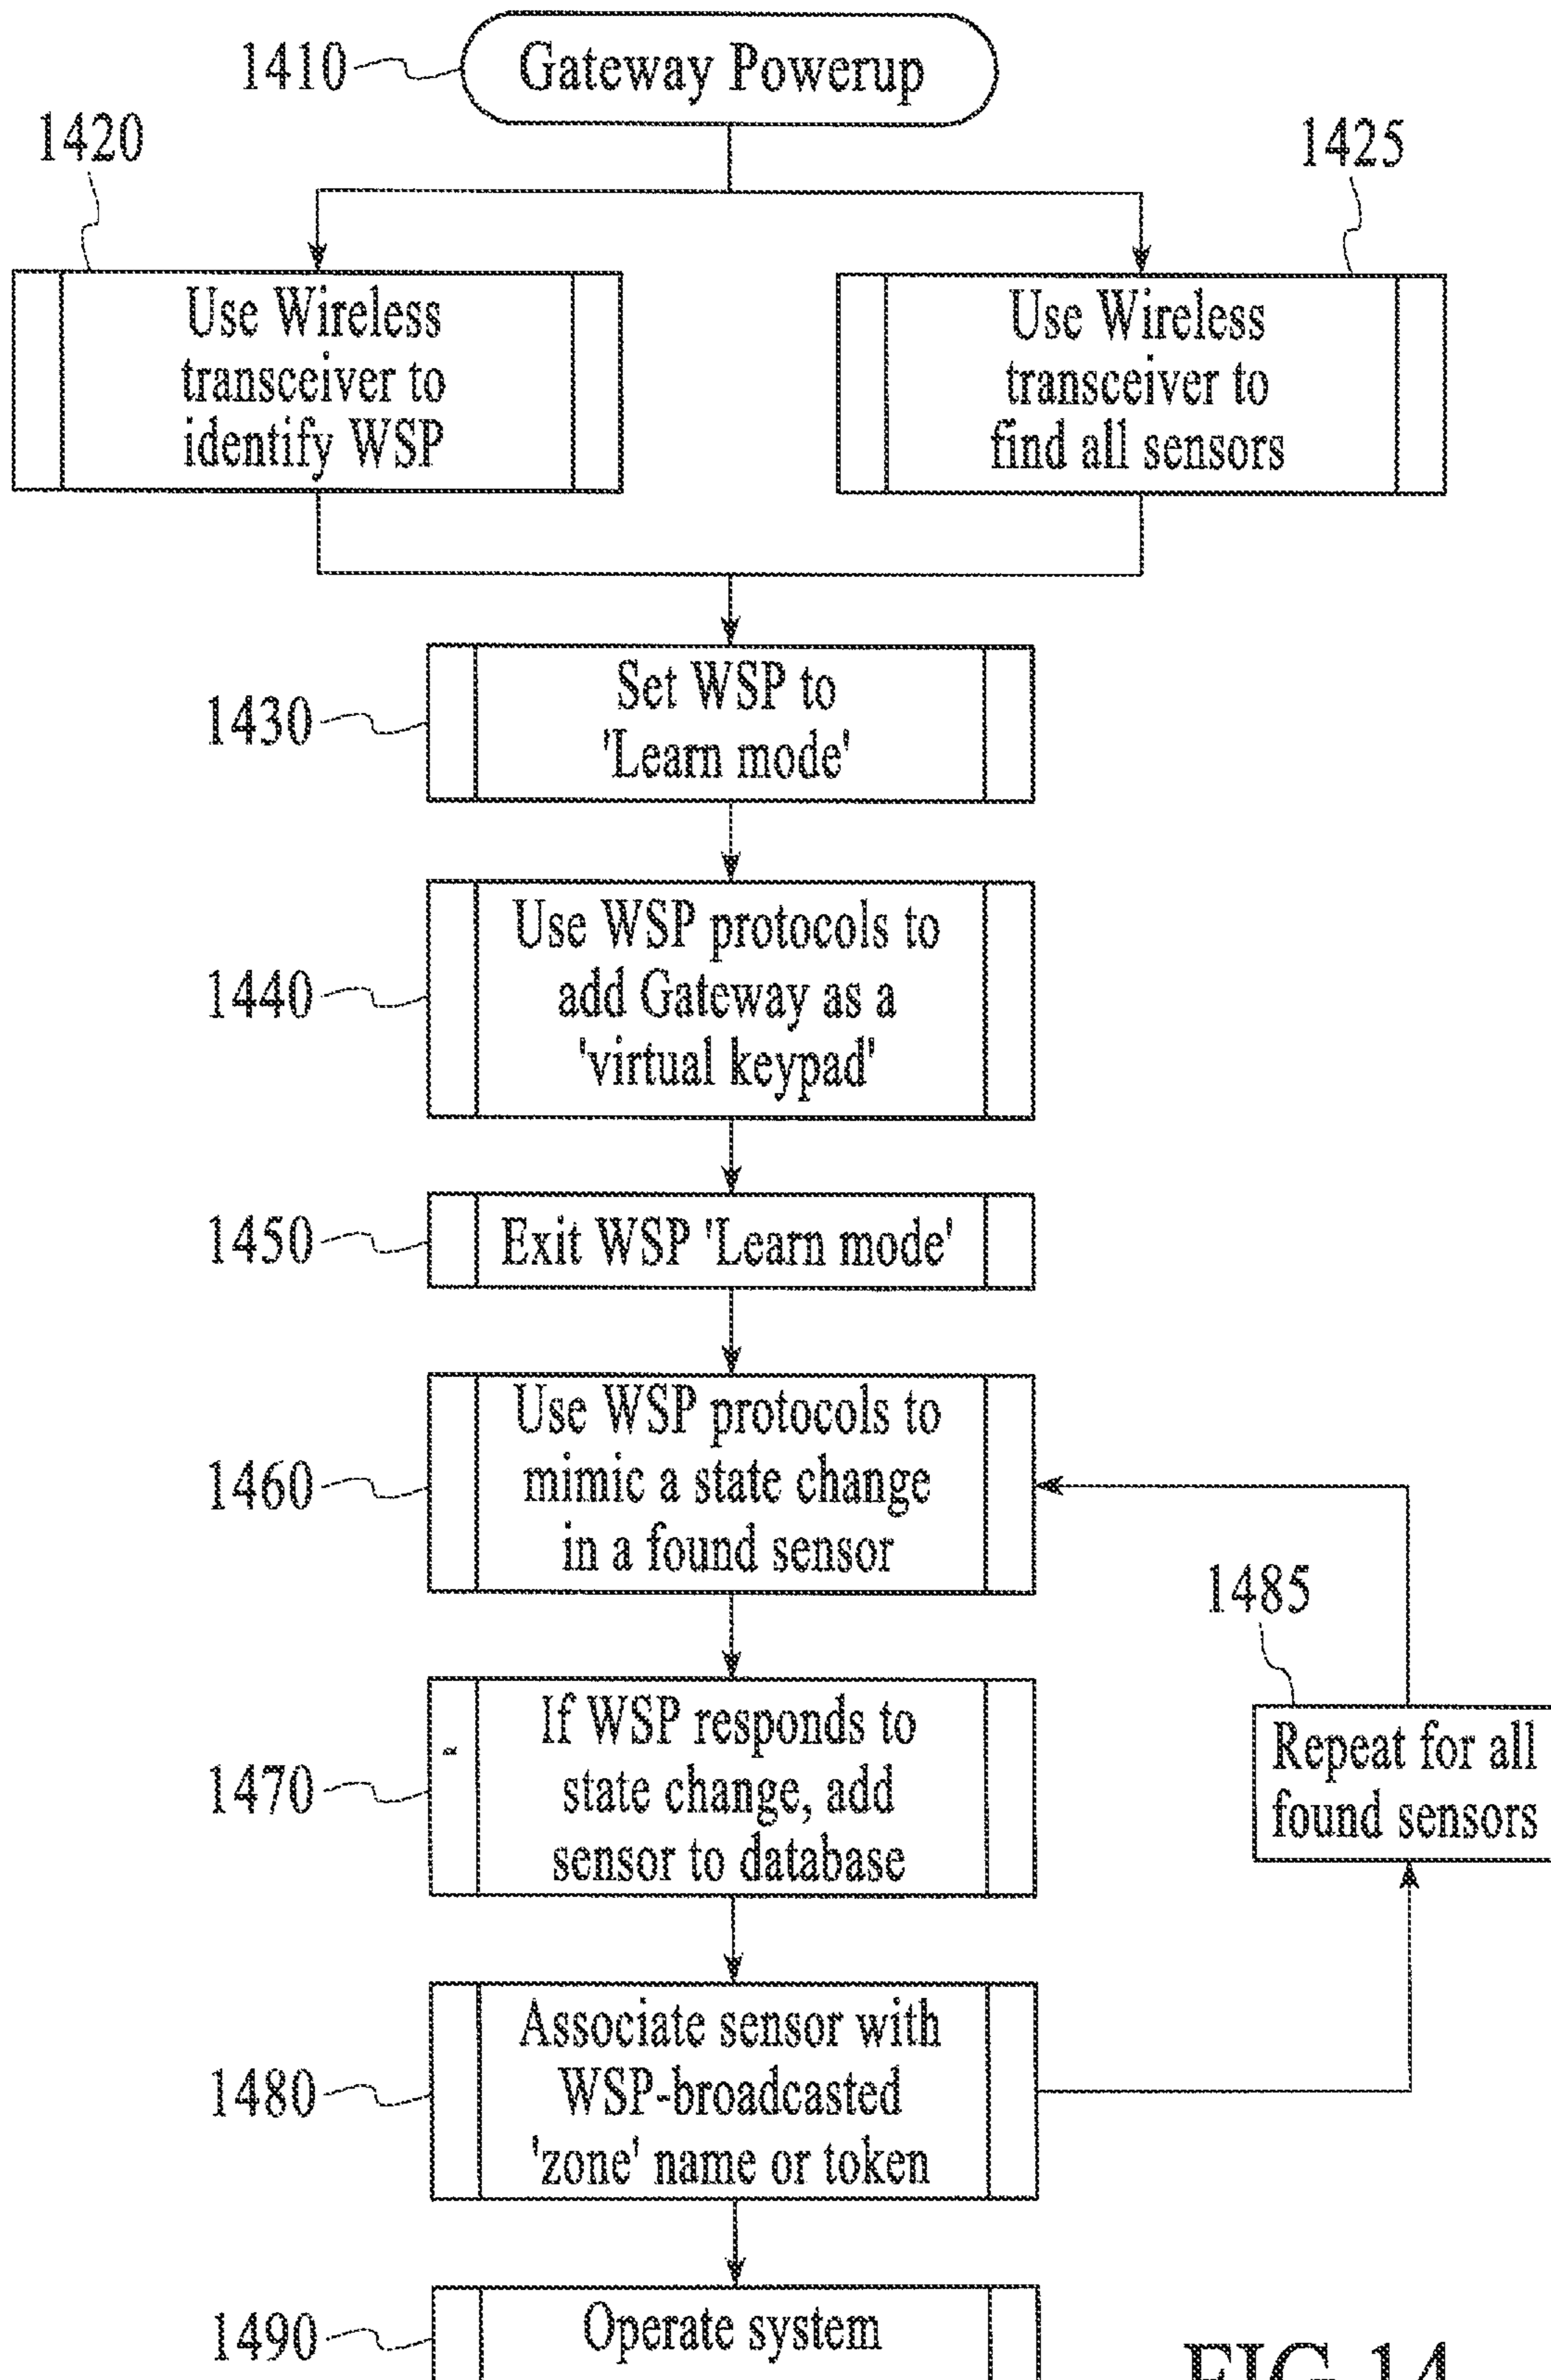 1410
Gateway Powerup
1420
1425
Use Wireless
transceiver to
identify WSP
Use Wireless
transceiver to
find all sensors
1430
Set WSP to
'Learn mode'
1440
Use WSP protocols to
add Gateway as a
'virtual keypad'
1450
Exit WSP 'Learn mode'
1460
Use WSP protocols to
mimic a state change
in a found sensor
1485
Repeat for all
found sensors
1470
If WSP responds to
state change, add
sensor to database
1480
Associate sensor with
WSP-broadcasted
'zone' name or token
1490
Operate system
FIG.14